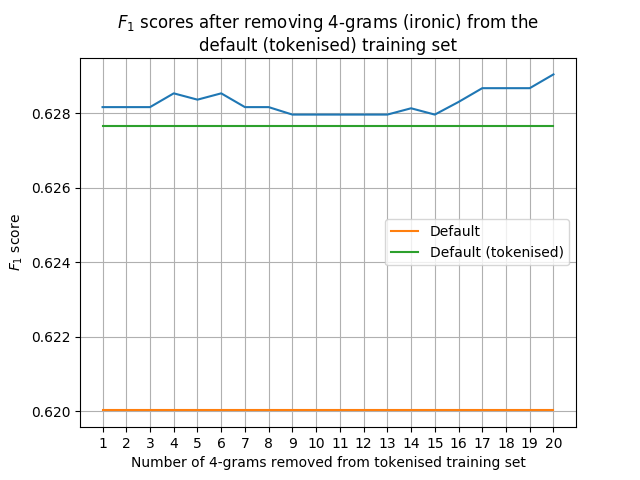 F₁ scores after removing 4-grams (ironic) from the
default (tokenised) training set
0.628
0.626
0.624
0.622
0.620
F₁ score
Default
Default (tokenised)
1 2 3 4 5 6 7 8 9 10 11 12 13 14 15 16 17 18 19 20
Number of 4-grams removed from tokenised training set